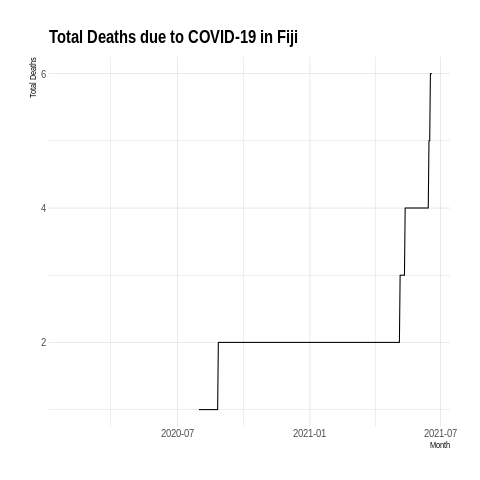 Total Deaths due to COVID-19 in Fiji
Total Deaths
6
4
2
2020-07
2021-01
2021-07
Month